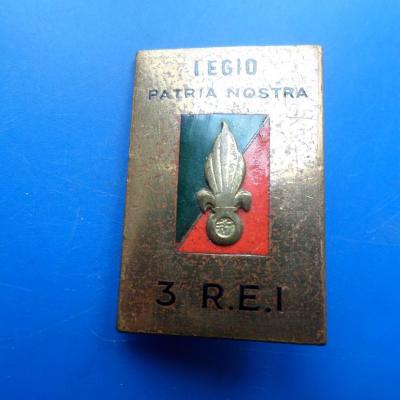 LEGIO
PATRIA NOSTRA
3 R.E.I